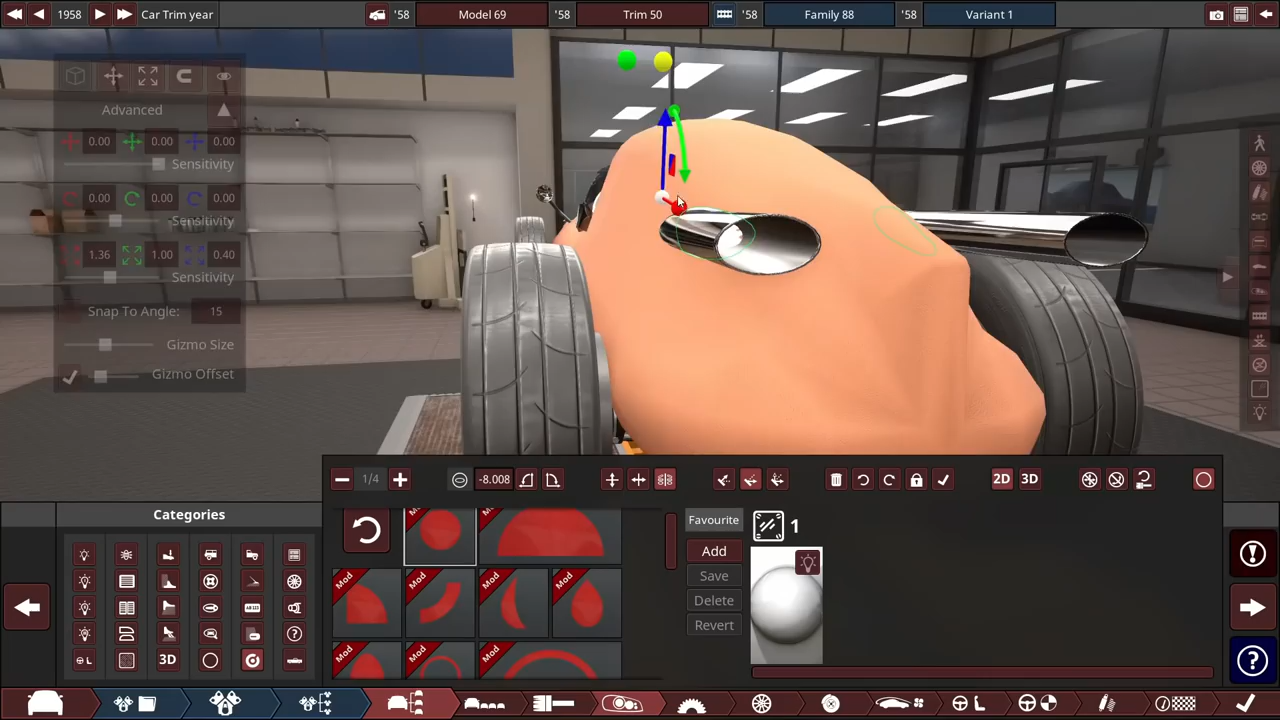 1958 Car Trim year '58 Model 69 '58 Trim 50 '58 Family 88 '58 Variant 1
Advanced
0.00 0.00 0.00
Sensitivity
0.00 0.00 0.00
Sensitivity
1.36 1.00 0.40
Sensitivity
Snap To Angle: 15
Gizmo Size
Gizmo Offset
1/4 -8.008 2D 3D
Categories
3D
Mod Mod
Mod Mod Mod Mod
Mod Mod Mod
Favourite 1
Add
Save
Delete
Revert